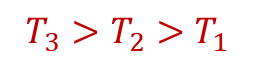 T₃ > T₂ > T₁